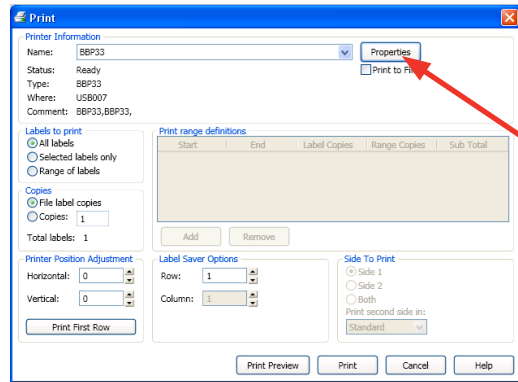 Print
Printer Information
Name: BBP33 Properties
Status: Ready Print to
Type: BBP33
Where: USB007
Comment: BBP33,BBP33,
Labels to print
All labels
Selected labels only
Range of labels
Print range definitions
Start End Label Copies Range Copies Sub Total
Add Remove
Copies
File label copies
Copies: 1
Total labels: 1
Printer Position Adjustment
Horizontal: 0
Vertical: 0
Print First Row
Label Saver Options
Row: 1
Column: 1
Side To Print
Side 1
Side 2
Both
Print second side in:
Standard
Print Preview Print Cancel Help